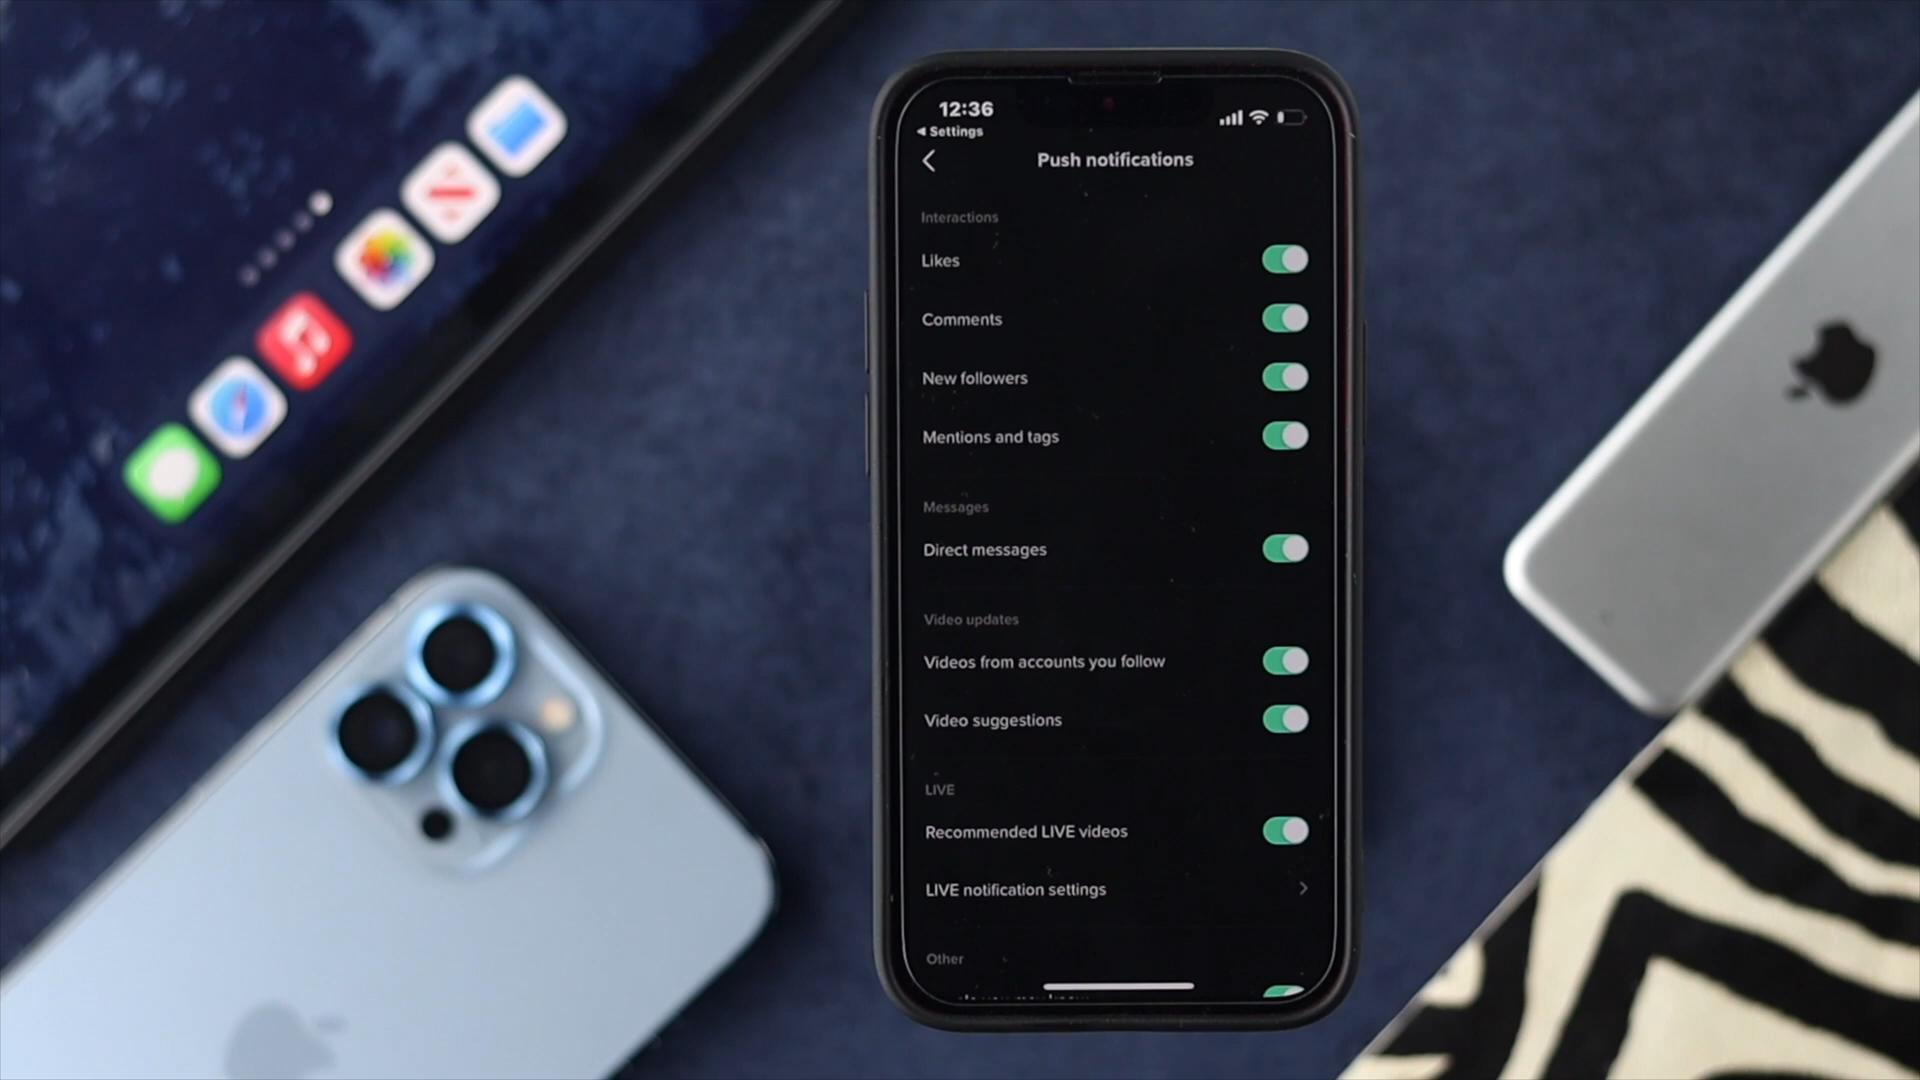 12:36
◀ Settings
Push notifications
Interactions
Likes
Comments
New followers
Mentions and tags
Messages
Direct messages
Video updates
Videos from accounts you follow
Video suggestions
LIVE
Recommended LIVE videos
LIVE notification settings
Other